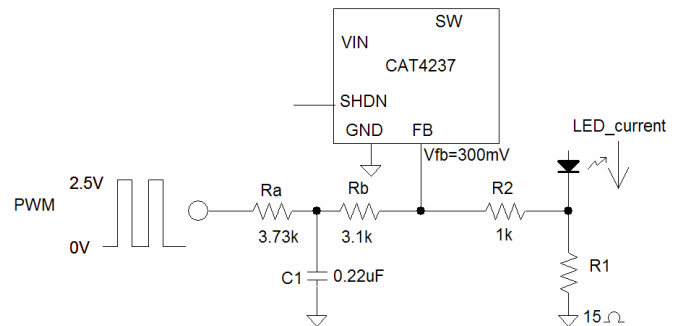 SW
VIN
CAT4237
SHDN
GND
FB
Vfb=300mV
LED_current
2.5V
PWM
0V
Ra
3.73k
Rb
3.1k
R2
1k
C1
0.22uF
R1
15Ω